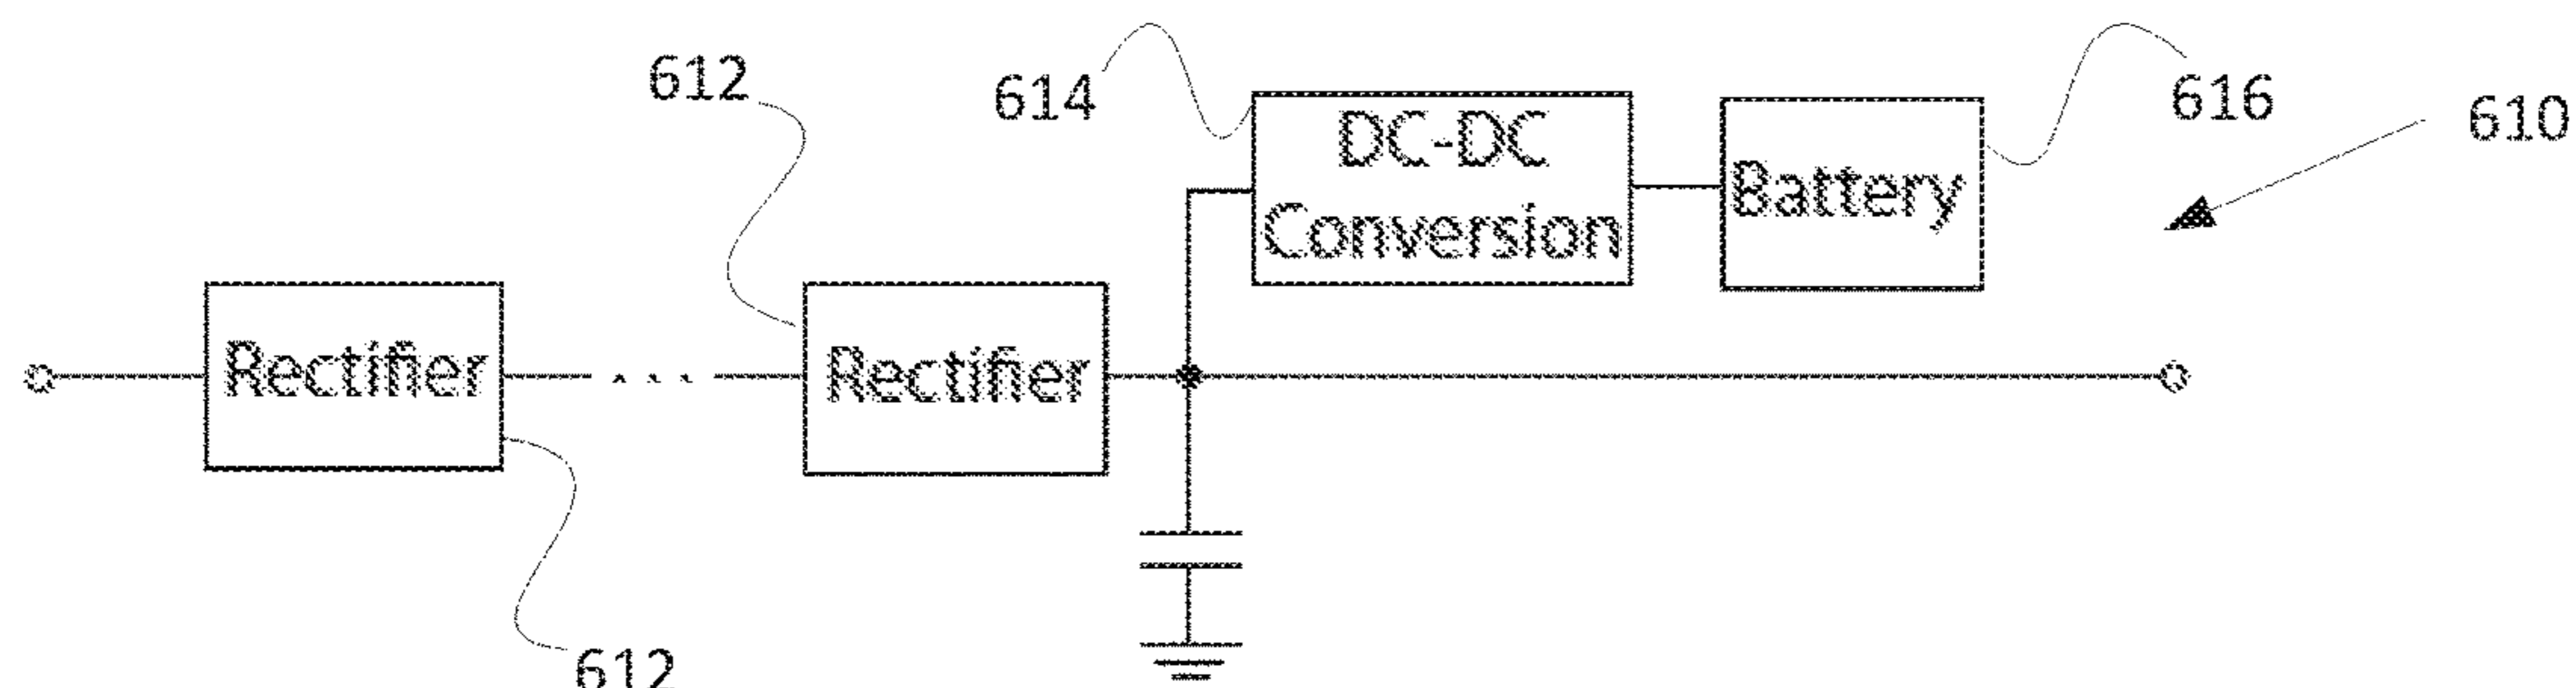 612
614
DC-DC
Conversion
Battery
616
610
Rectifier
. . .
Rectifier
612